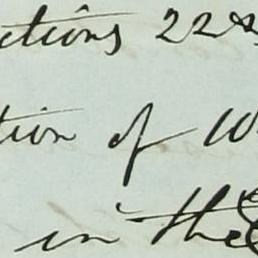 ctions 22
tion of W
in the